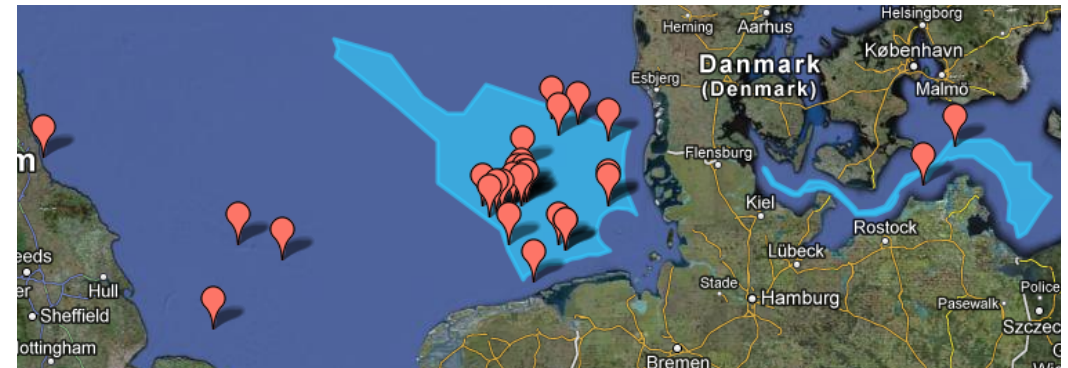 Helsingborg
Herning
Aarhus
København
Danmark
(Denmark)
Esbjerg
Malmö
m
Flensburg
Kiel
Rostock
eeds
Lübeck
er
Hull
Stade
Hamburg
Police
Pasewalk
Sheffield
Szczec
ottingham
Bremen